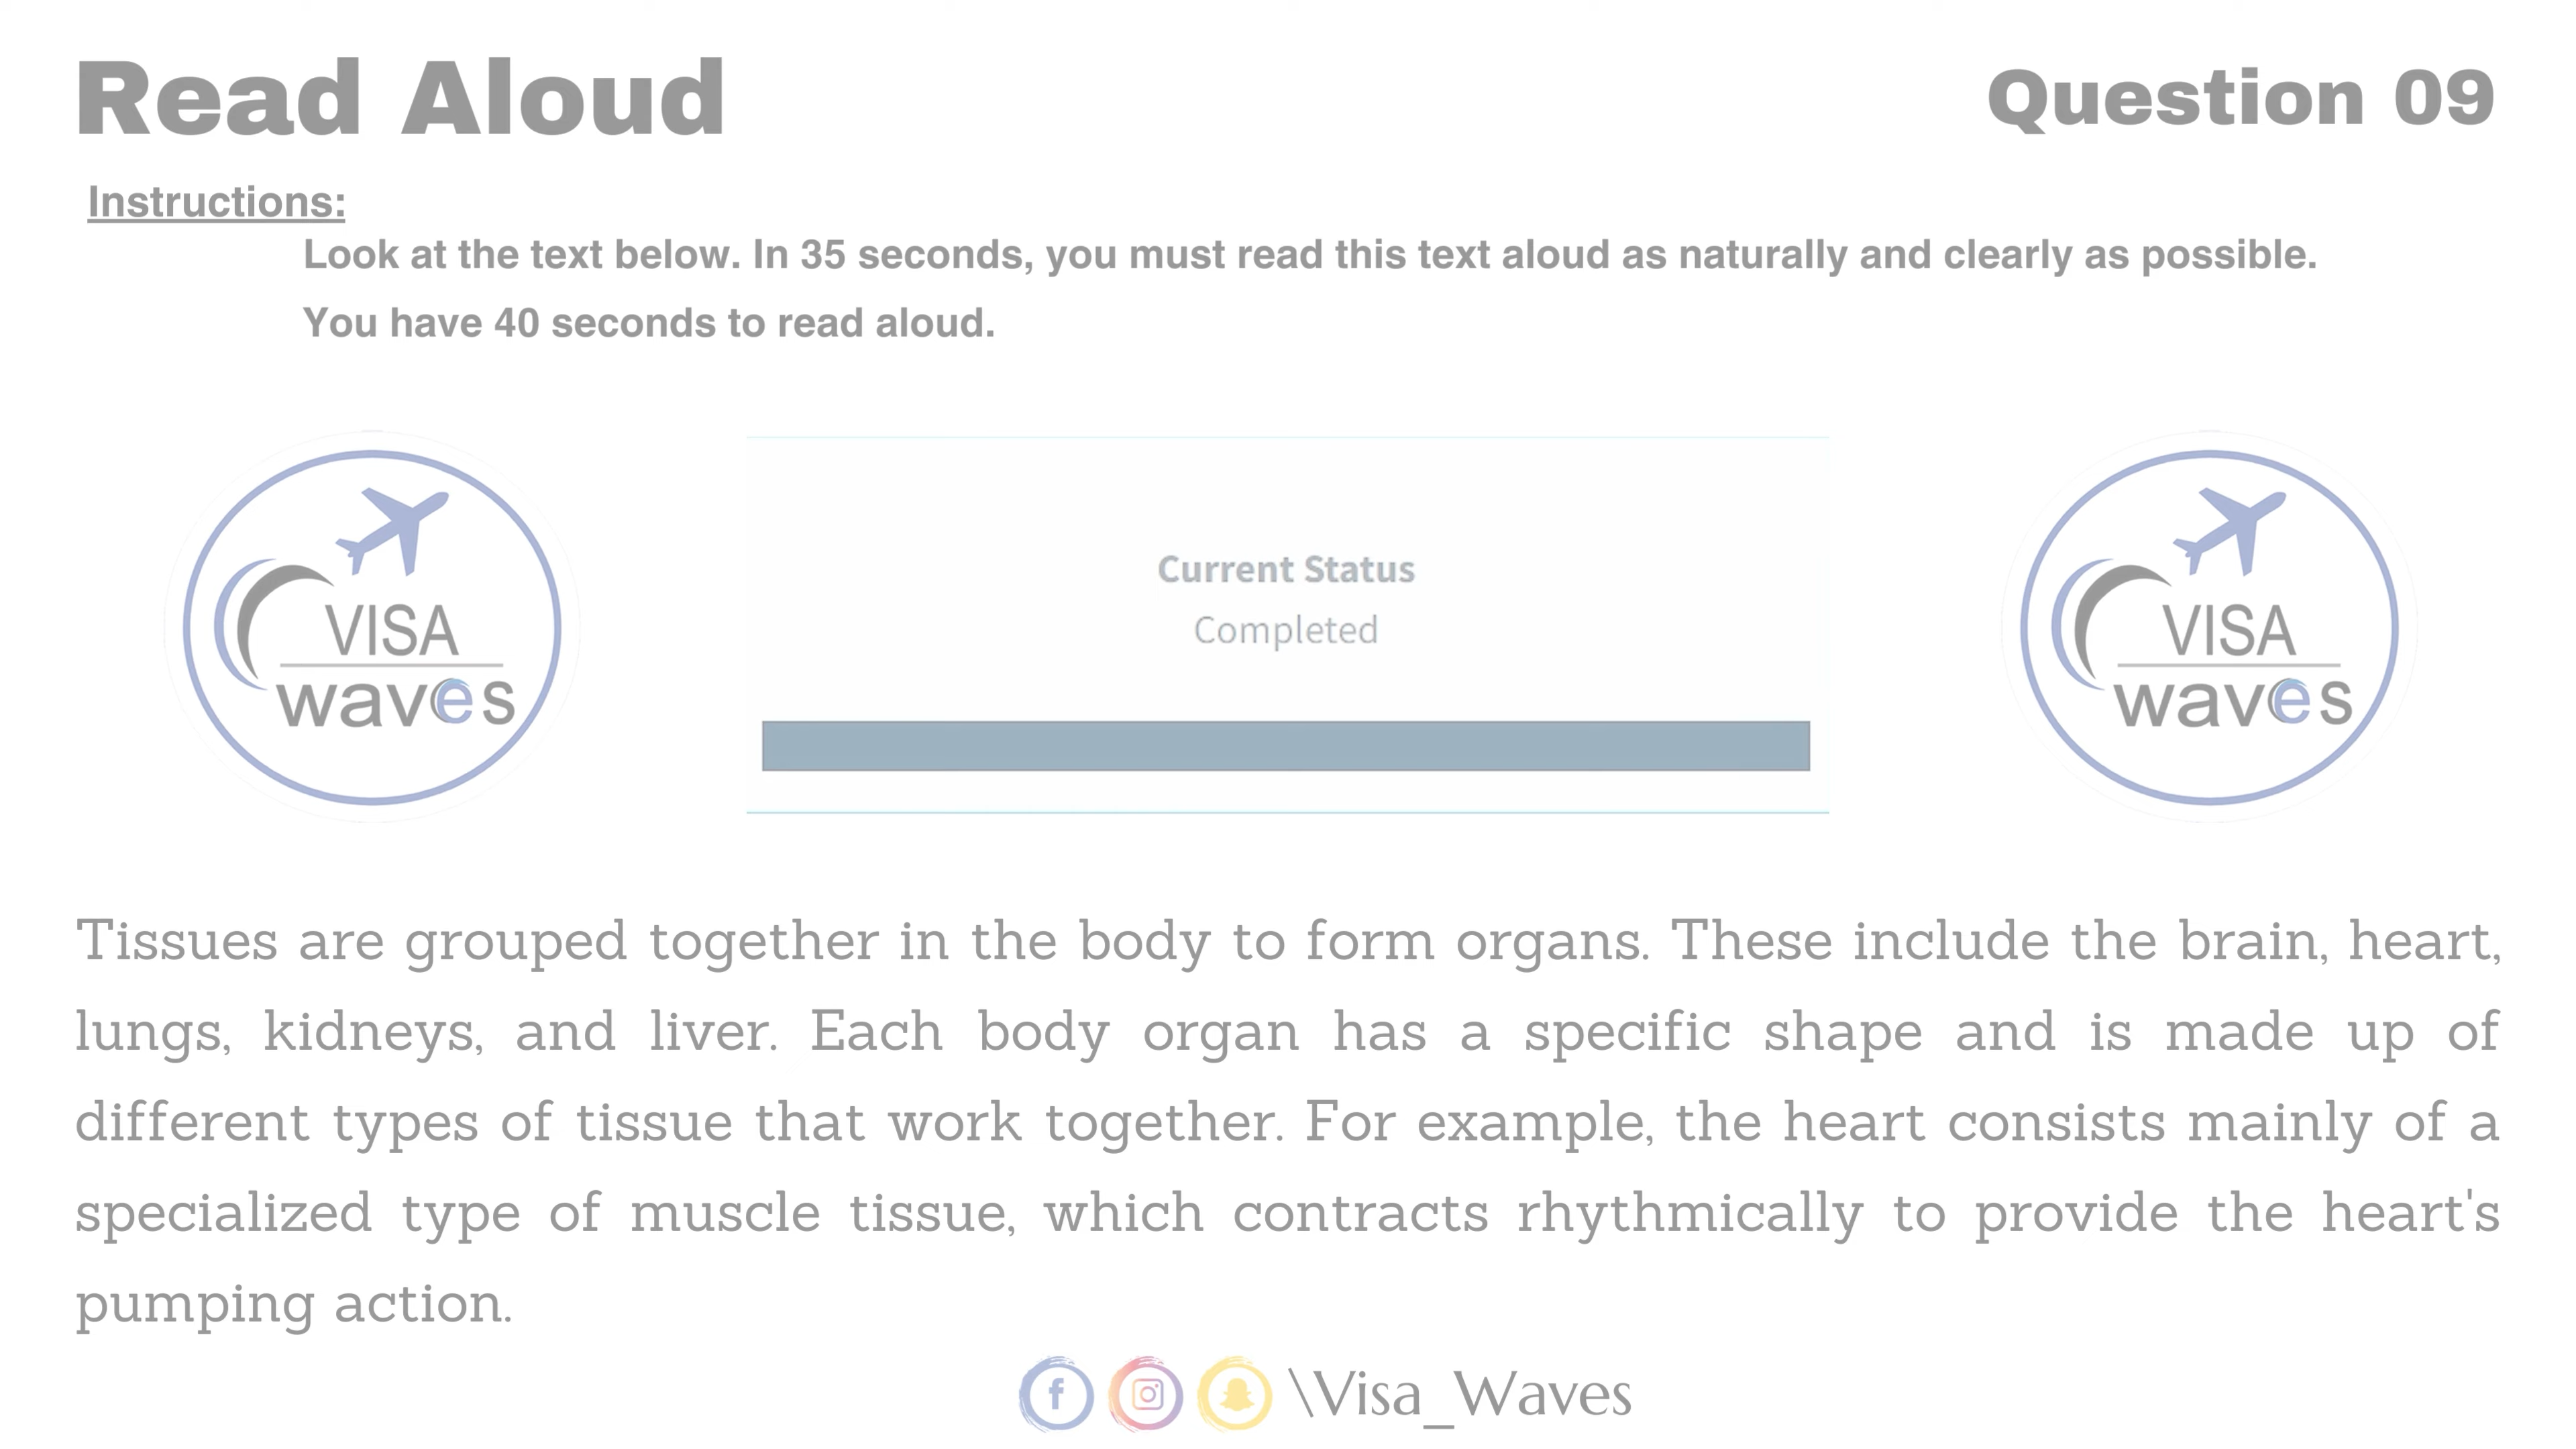 Read Aloud
Question 09
Instructions:
Look at the text below. In 35 seconds, you must read this text aloud as naturally and clearly as possible.
You have 40 seconds to read aloud.
VISA
waves
Current Status
Completed
VISA
waves
Tissues are grouped together in the body to form organs. These include the brain, heart,
lungs, kidneys, and liver. Each body organ has a specific shape and is made up of
different types of tissue that work together. For example, the heart consists mainly of a
specialized type of muscle tissue, which contracts rhythmically to provide the heart's
pumping action.
\Visa_Waves